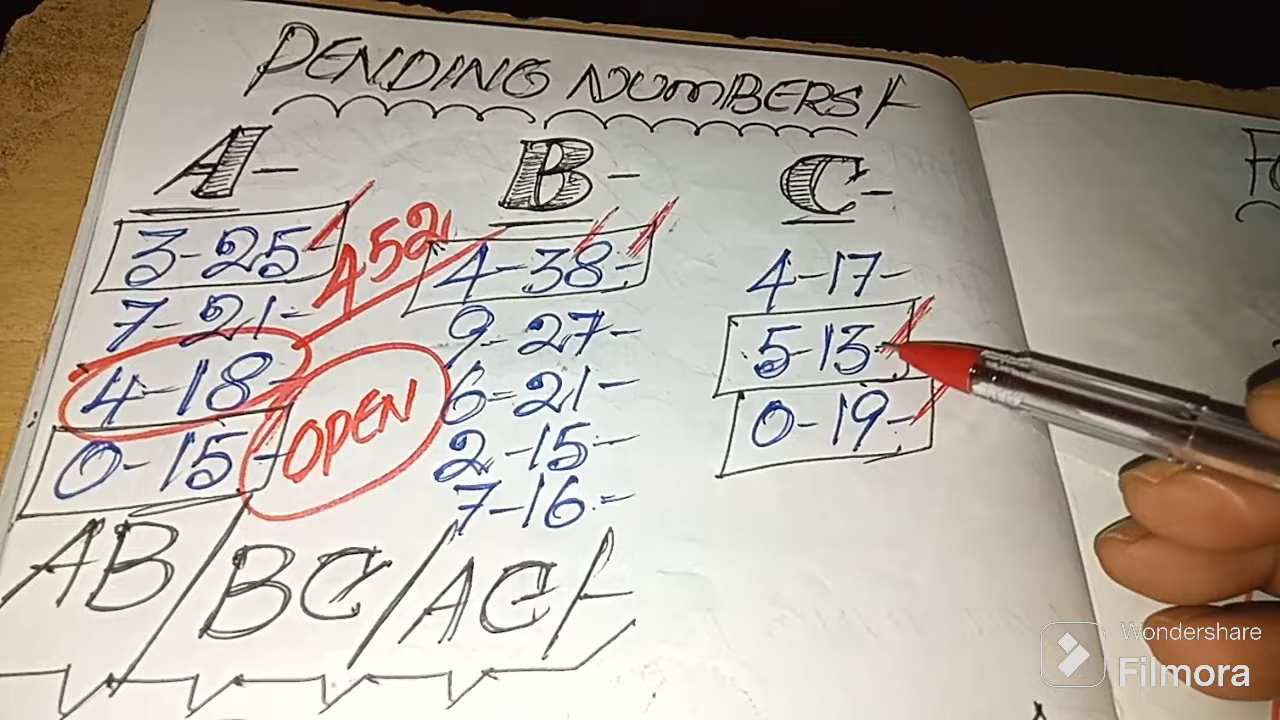 PENDING NUMBERS
A- B- C-
3-25- 452 4-38- 4-17-
7-21- 9-27- 5-13-
4-18- 6-21- 0-19-
0-15- OPEN 2-15-
7-16-
AB/BC/AC/-
Wondershare
Filmora